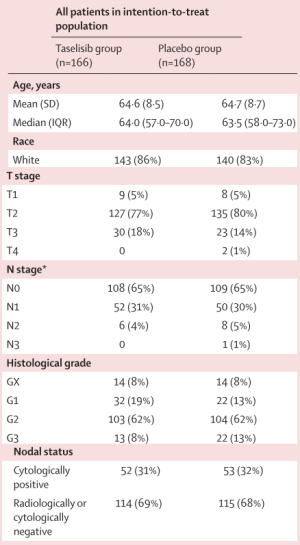 All patients in intention-to-treat
population
Taselisib group Placebo group
(n=166) (n=168)
Age, years
Mean (SD) 64·6 (8·5) 64·7 (8·7)
Median (IQR) 64·0 (57·0–70·0) 63·5 (58·0–73·0)
Race
White 143 (86%) 140 (83%)
T stage
T1 9 (5%) 8 (5%)
T2 127 (77%) 135 (80%)
T3 30 (18%) 23 (14%)
T4 0 2 (1%)
N stage*
N0 108 (65%) 109 (65%)
N1 52 (31%) 50 (30%)
N2 6 (4%) 8 (5%)
N3 0 1 (1%)
Histological grade
GX 14 (8%) 14 (8%)
G1 32 (19%) 22 (13%)
G2 103 (62%) 104 (62%)
G3 13 (8%) 22 (13%)
Nodal status
Cytologically 52 (31%) 53 (32%)
positive
Radiologically or 114 (69%) 115 (68%)
cytologically
negative